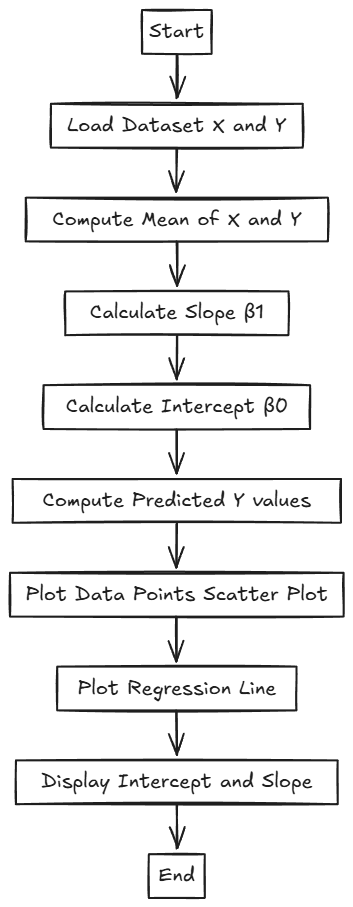 Start
Load Dataset X and Y
Compute Mean of X and Y
Calculate Slope β1
Calculate Intercept β0
Compute Predicted Y values
Plot Data Points Scatter Plot
Plot Regression Line
Display Intercept and Slope
End